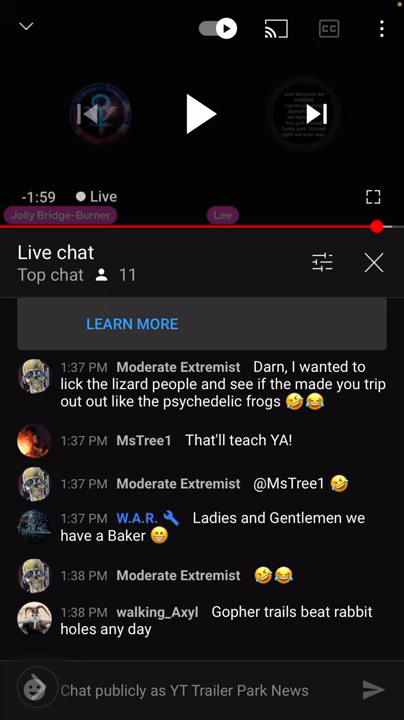 CC
-1:59 Live
Jolly Bridge-Burner
Lee
Live chat
Top chat 11
LEARN MORE
1:37 PM Moderate Extremist Darn, I wanted to
lick the lizard people and see if the made you trip
out out like the psychedelic frogs 🤣😂
1:37 PM MsTree1 That'll teach YA!
1:37 PM Moderate Extremist @MsTree1 🤣
1:37 PM W.A.R. 🔧 Ladies and Gentlemen we
have a Baker 😁
1:38 PM Moderate Extremist 🤣😂
1:38 PM walking_Axyl Gopher trails beat rabbit
holes any day
Chat publicly as YT Trailer Park News